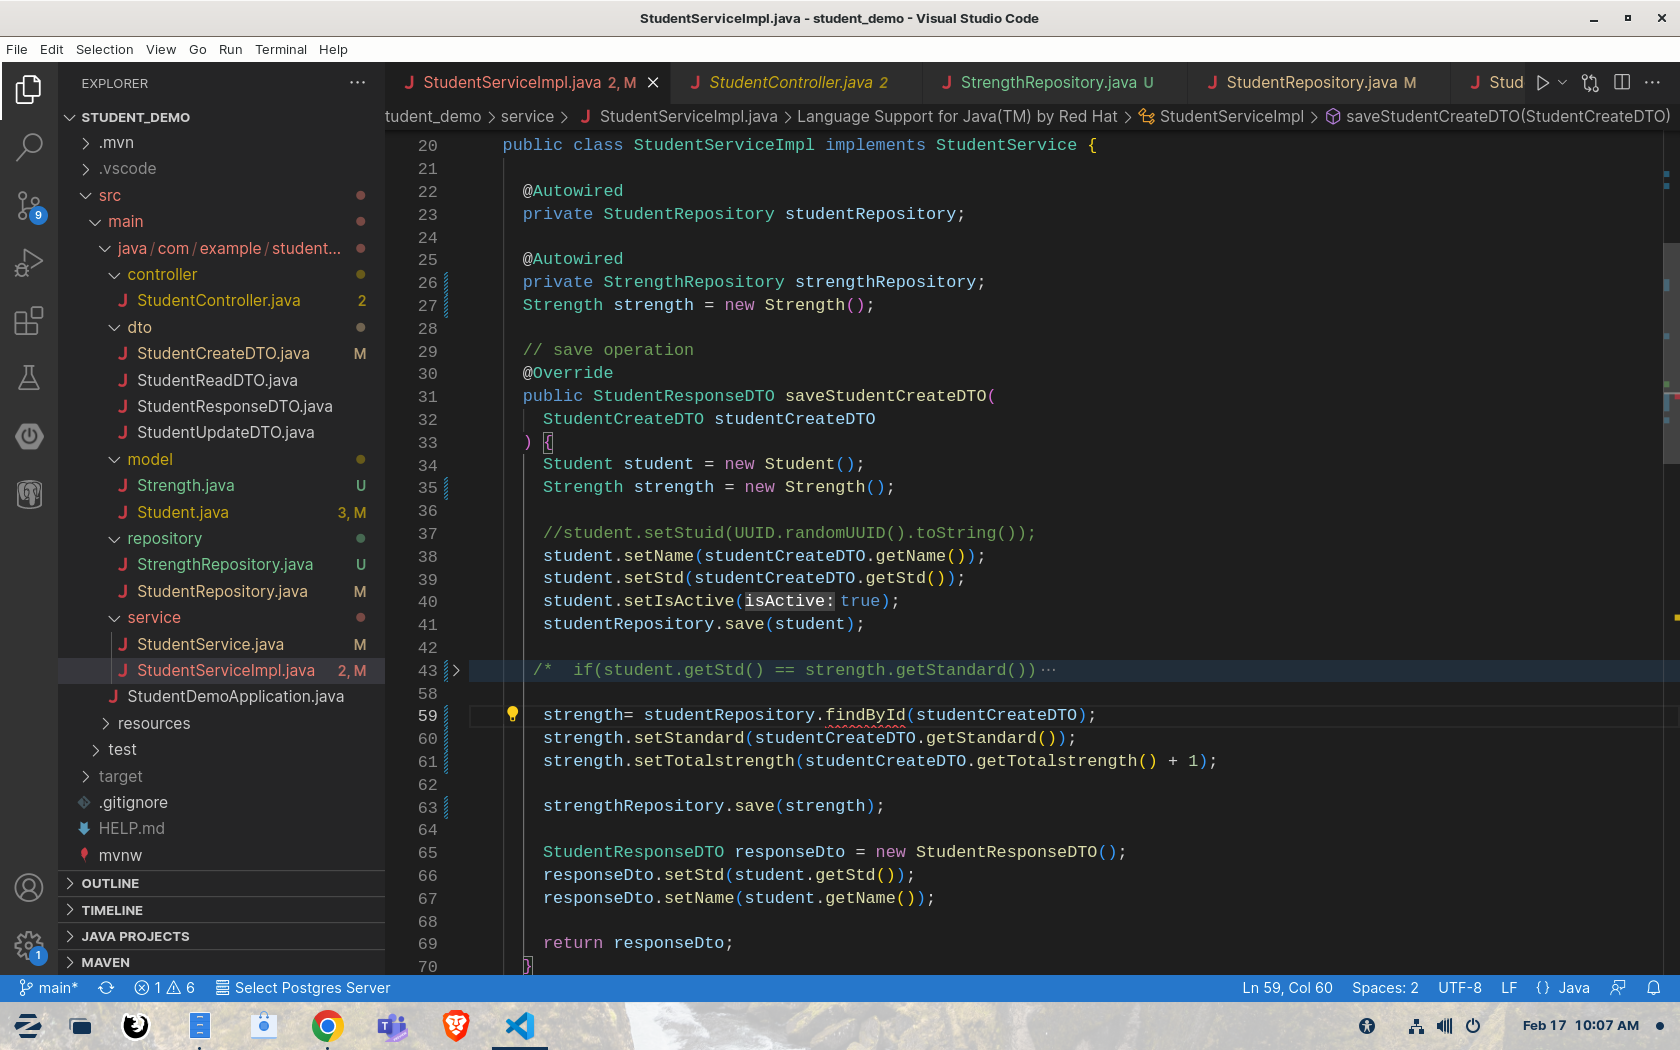 StudentServiceImpl.java - student_demo - Visual Studio Code
File Edit Selection View Go Run Terminal Help
EXPLORER
StudentServiceImpl.java 2, M
StudentController.java 2
StrengthRepository.java U
StudentRepository.java M
Stud
tudent_demo > service > StudentServiceImpl.java > Language Support for Java(TM) by Red Hat > StudentServiceImpl > saveStudentCreateDTO(StudentCreateDTO)
STUDENT_DEMO
.mvn
.vscode
src
main
java / com / example / student...
controller
StudentController.java 2
dto
StudentCreateDTO.java M
StudentReadDTO.java
StudentResponseDTO.java
StudentUpdateDTO.java
model
Strength.java U
Student.java 3, M
repository
StrengthRepository.java U
StudentRepository.java M
service
StudentService.java M
StudentServiceImpl.java 2, M
StudentDemoApplication.java
resources
test
target
.gitignore
HELP.md
mvnw
OUTLINE
TIMELINE
JAVA PROJECTS
MAVEN
9
1
20 public class StudentServiceImpl implements StudentService {
21
22 @Autowired
23 private StudentRepository studentRepository;
24
25 @Autowired
26 private StrengthRepository strengthRepository;
27 Strength strength = new Strength();
28
29 // save operation
30 @Override
31 public StudentResponseDTO saveStudentCreateDTO(
32 StudentCreateDTO studentCreateDTO
33 ) {
34 Student student = new Student();
35 Strength strength = new Strength();
36
37 //student.setStuid(UUID.randomUUID().toString());
38 student.setName(studentCreateDTO.getName());
39 student.setStd(studentCreateDTO.getStd());
40 student.setIsActive(isActive: true);
41 studentRepository.save(student);
42
43 /* if(student.getStd() == strength.getStandard())···
58
59 strength= studentRepository.findById(studentCreateDTO);
60 strength.setStandard(studentCreateDTO.getStandard());
61 strength.setTotalstrength(studentCreateDTO.getTotalstrength() + 1);
62
63 strengthRepository.save(strength);
64
65 StudentResponseDTO responseDto = new StudentResponseDTO();
66 responseDto.setStd(student.getStd());
67 responseDto.setName(student.getName());
68
69 return responseDto;
70 }
main* 1 6 Select Postgres Server Ln 59, Col 60 Spaces: 2 UTF-8 LF {} Java
Feb 17 10:07 AM